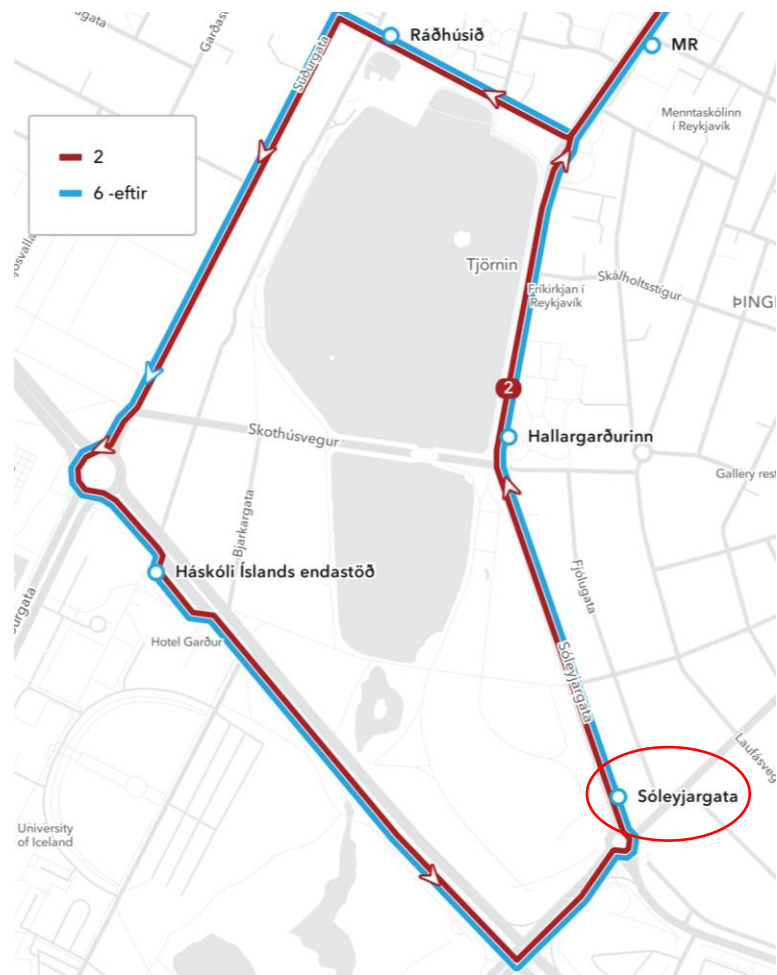 Ráðhúsið
MR
Suðurgata
Menntaskólinn
í Reykjavík
2
6 -eftir
Tjörnin
Skálholtsstígur
Fríkirkjan í
Reykjavík
ÞING
2
Skothúsvegur
Hallargarðurinn
Gallery rest
Bjarkargata
Fjólugata
Háskóli Íslands endastöð
Hotel Garður
Sóleyjargata
Laufásveg
Sóleyjargata
University
of Iceland